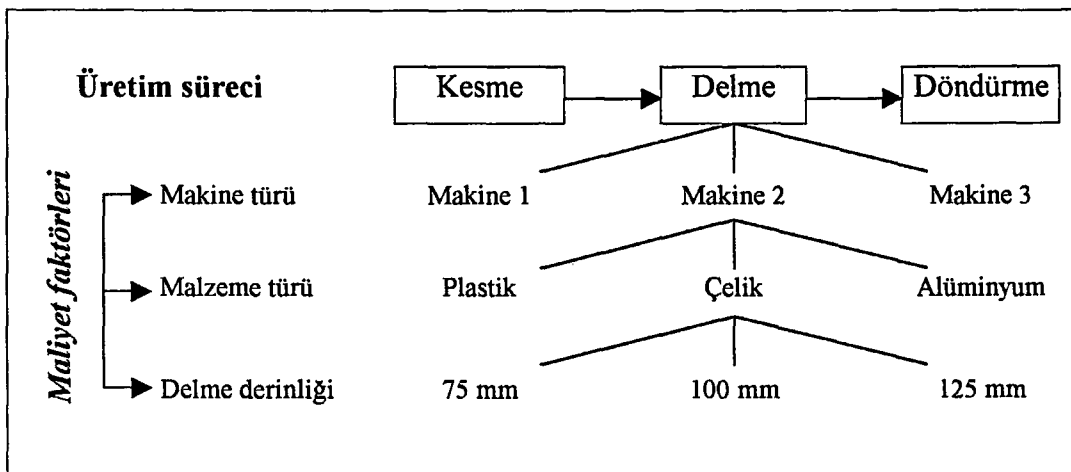 Üretim süreci Kesme Delme Döndürme
Maliyet faktörleri
Makine türü Makine 1 Makine 2 Makine 3
Malzeme türü Plastik Çelik Alüminyum
Delme derinliği 75 mm 100 mm 125 mm